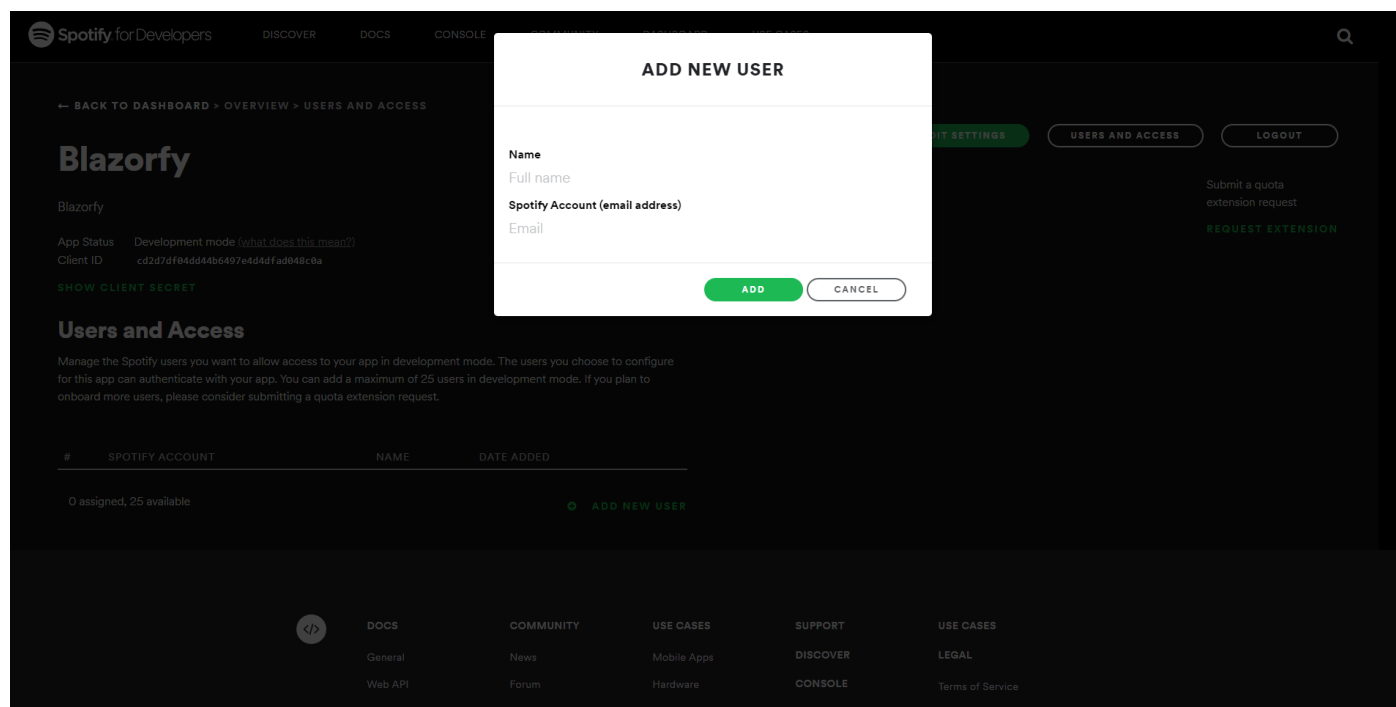 Spotify for Developers DISCOVER DOCS CONSOLE COMMUNITY DASHBOARD USE CASES
ADD NEW USER
← BACK TO DASHBOARD > OVERVIEW > USERS AND ACCESS
Blazorfy
EDIT SETTINGS USERS AND ACCESS LOGOUT
Name
Full name
Spotify Account (email address)
Email
ADD CANCEL
Submit a quota
extension request
REQUEST EXTENSION
Blazorfy
App Status Development mode (what does this mean?)
Client ID cd2d7df04dd44b6497e4d4dfad048c0a
SHOW CLIENT SECRET
Users and Access
Manage the Spotify users you want to allow access to your app in development mode. The users you choose to configure
for this app can authenticate with your app. You can add a maximum of 25 users in development mode. If you plan to
onboard more users, please consider submitting a quota extension request.
# SPOTIFY ACCOUNT NAME DATE ADDED
0 assigned, 25 available
ADD NEW USER
</> DOCS COMMUNITY USE CASES SUPPORT USE CASES
General News Mobile Apps DISCOVER LEGAL
Web API Forum Hardware CONSOLE Terms of Service